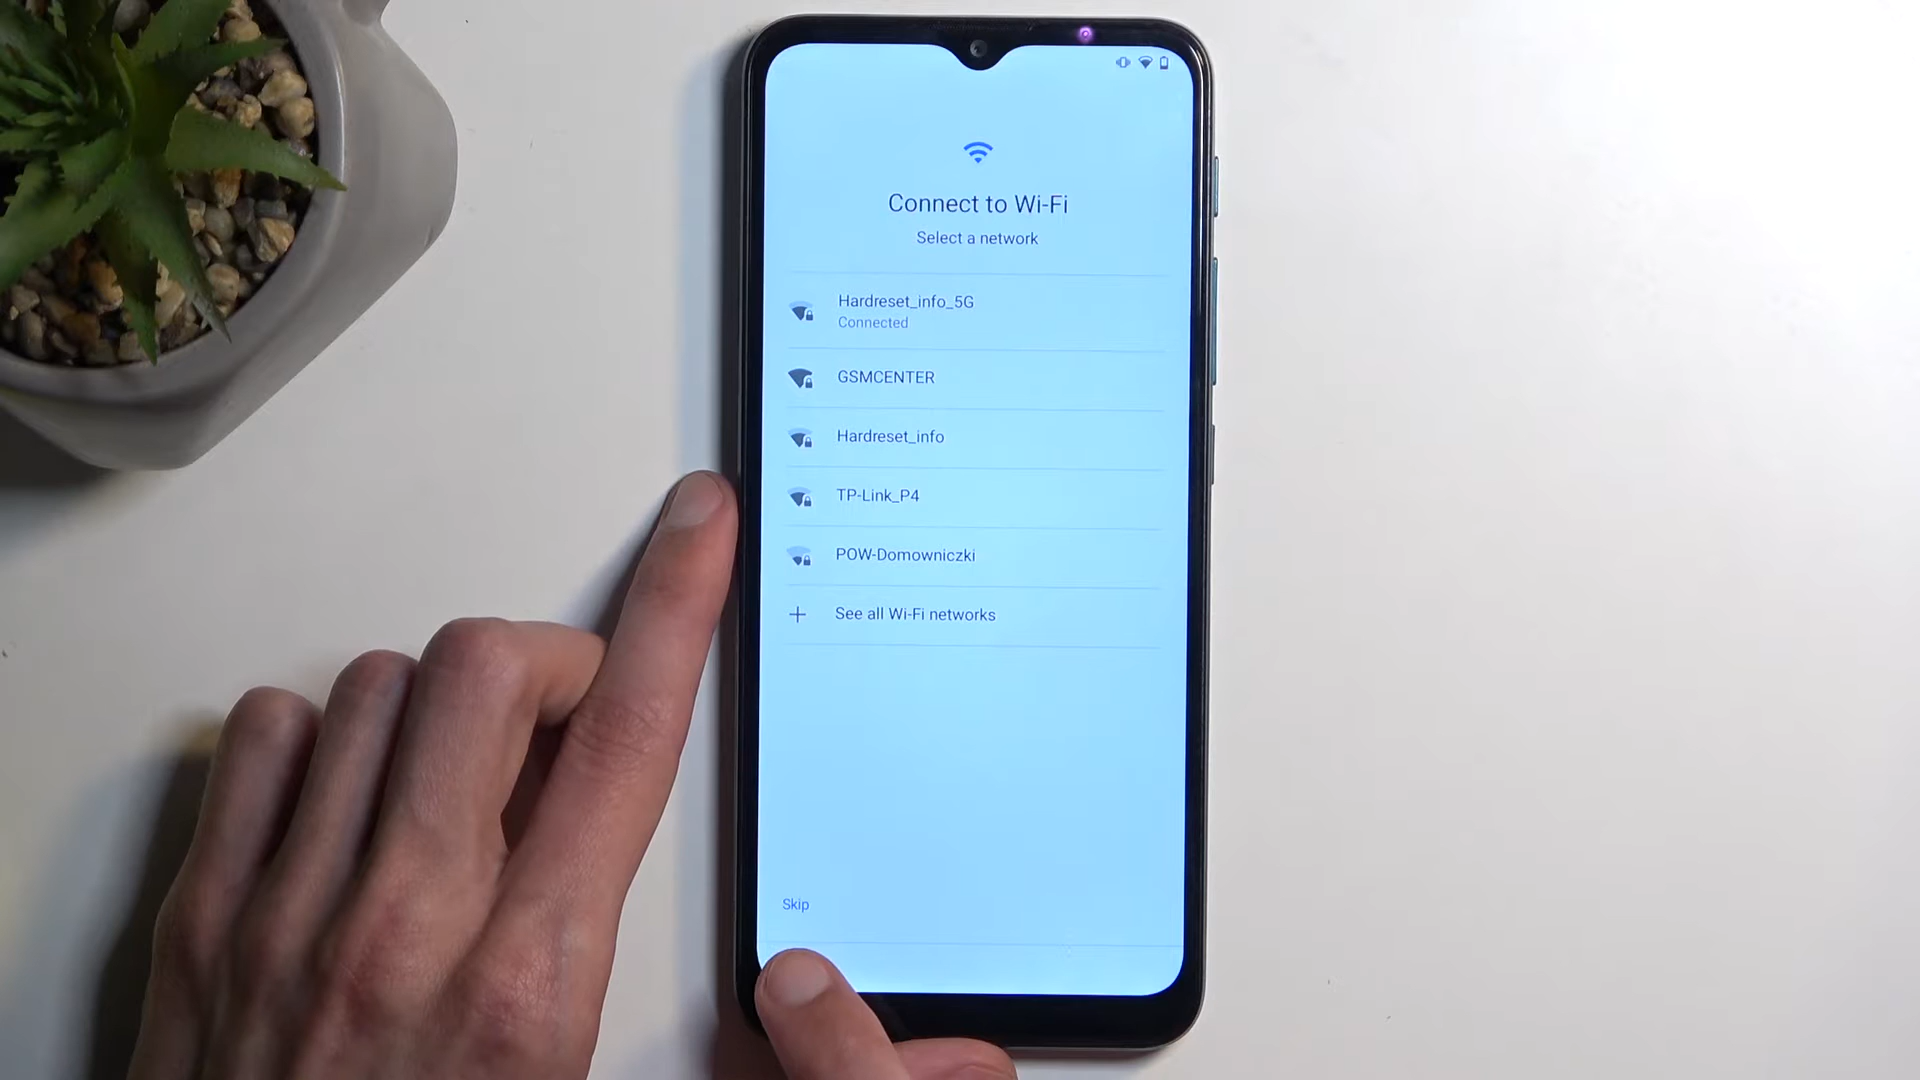 Connect to Wi-Fi
Select a network
Hardreset_info_5G
Connected
GSMCENTER
Hardreset_info
TP-Link_P4
POW-Domowniczki
See all Wi-Fi networks
Skip